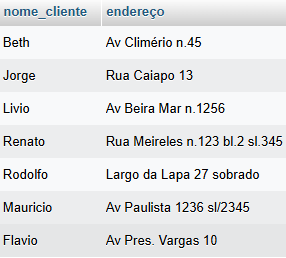 nome_cliente endereço
Beth Av Climério n.45
Jorge Rua Caiapo 13
Livio Av Beira Mar n.1256
Renato Rua Meireles n.123 bl.2 sl.345
Rodolfo Largo da Lapa 27 sobrado
Mauricio Av Paulista 1236 sl/2345
Flavio Av Pres. Vargas 10